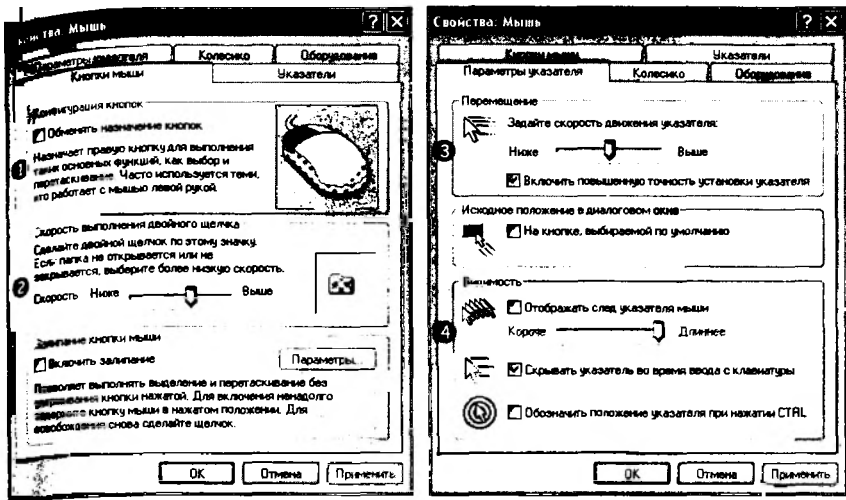 Свойства: Мышь
Параметры указателя
Колесико
Оборудование
Кнопки мыши
Указатели
Конфигурация кнопок
Обменять назначение кнопок
1
Назначает правую кнопку для выполнения
таких основных функций, как выбор и
перетаскивание. Часто используется теми,
кто работает с мышью левой рукой.
Скорость выполнения двойного щелчка
Сделайте двойной щелчок по этому значку.
Если папка не открывается или не
закрывается, выберите более низкую скорость.
2
Скорость Ниже Выше
Залипание кнопки мыши
Включить залипание
Параметры...
Позволяет выполнять выделение и перетаскивание без
удерживания кнопки нажатой. Для включения ненадолго
задержите кнопку мыши в нажатом положении. Для
освобождения снова сделайте щелчок.
OK
Отмена
Применить
Свойства: Мышь
Кнопки мыши
Указатели
Параметры указателя
Колесико
Оборудование
Перемещение
Задайте скорость движения указателя:
3
Ниже Выше
Включить повышенную точность установки указателя
Исходное положение в диалоговом окне
На кнопке, выбираемой по умолчанию
Видимость
Отображать след указателя мыши
4
Короче Длиннее
Скрывать указатель во время ввода с клавиатуры
Обозначить положение указателя при нажатии CTRL
OK
Отмена
Применить